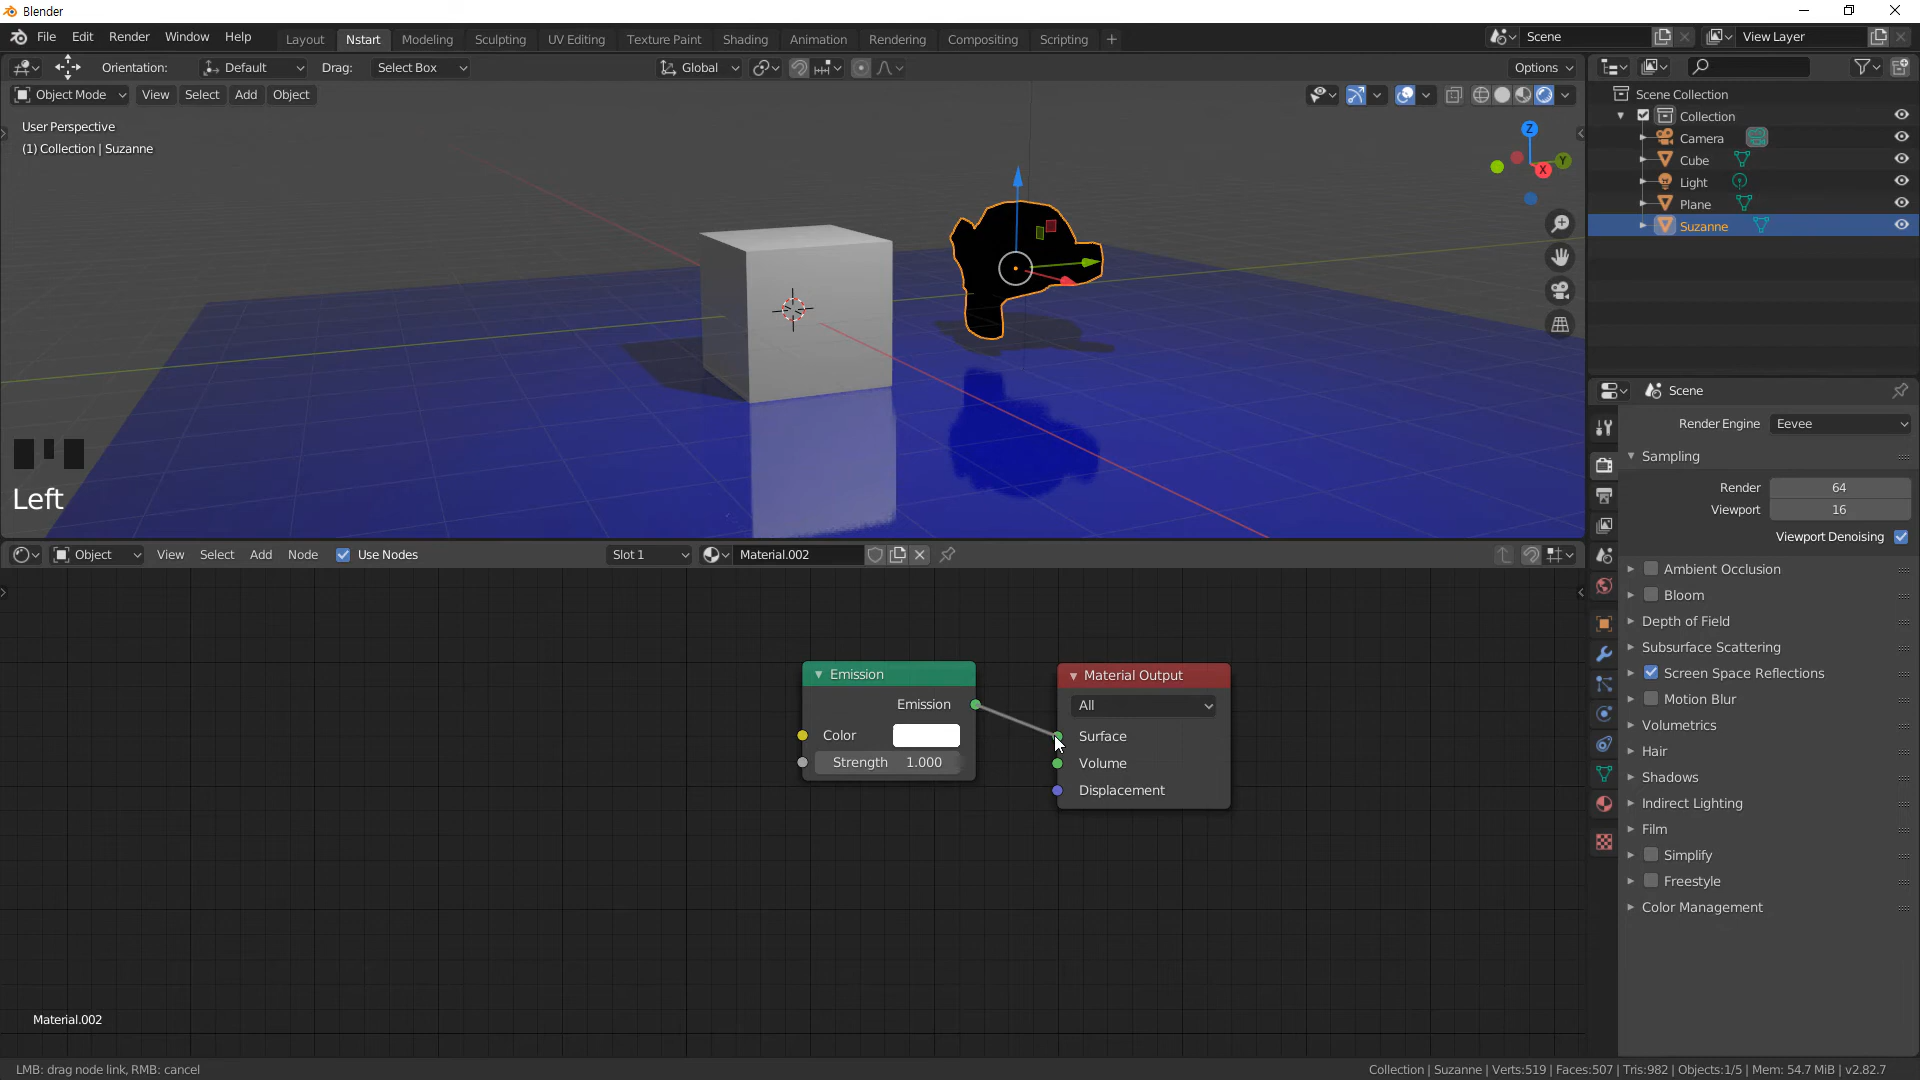 Blender
File Edit Render Window Help Layout Nstart Modeling Sculpting UV Editing Texture Paint Shading Animation Rendering Compositing Scripting + Scene View Layer
Orientation: Default Drag: Select Box Global Options
Object Mode View Select Add Object
User Perspective
(1) Collection | Suzanne
Z
Y
X
Left
Scene Collection
Collection
Camera
Cube
Light
Plane
Suzanne
Scene
Render Engine Eevee
Sampling
Render 64
Viewport 16
Viewport Denoising
Ambient Occlusion
Bloom
Depth of Field
Subsurface Scattering
Screen Space Reflections
Motion Blur
Volumetrics
Hair
Shadows
Indirect Lighting
Film
Simplify
Freestyle
Color Management
Object View Select Add Node Use Nodes Slot 1 Material.002
Emission
Emission
Color
Strength 1.000
Material Output
All
Surface
Volume
Displacement
Material.002
LMB: drag node link, RMB: cancel
Collection | Suzanne | Verts:519 | Faces:507 | Tris:982 | Objects:1/5 | Mem: 54.7 MiB | v2.82.7